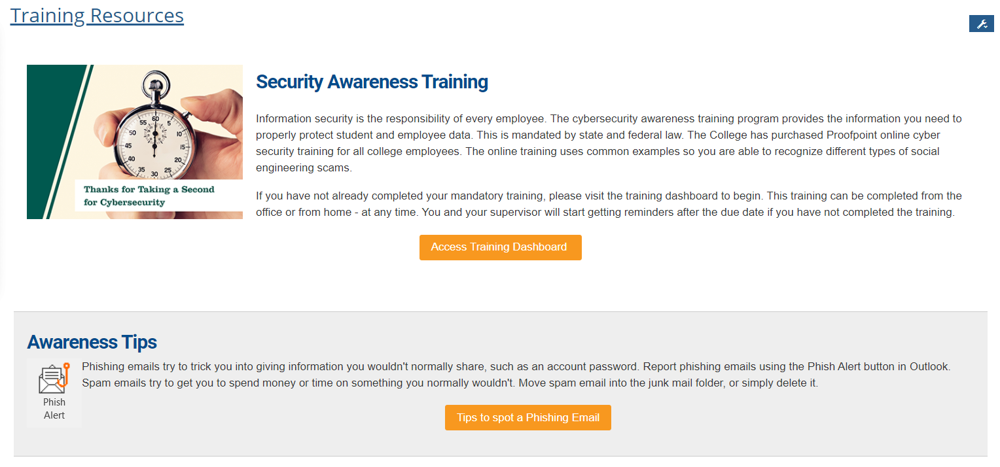 Training Resources
Security Awareness Training
Information security is the responsibility of every employee. The cybersecurity awareness training program provides the information you need to
properly protect student and employee data. This is mandated by state and federal law. The College has purchased Proofpoint online cyber
security training for all college employees. The online training uses common examples so you are able to recognize different types of social
engineering scams.
If you have not already completed your mandatory training, please visit the training dashboard to begin. This training can be completed from the
office or from home - at any time. You and your supervisor will start getting reminders after the due date if you have not completed the training.
60
5
10
15
20
25
30
35
40
45
50
55
Thanks for Taking a Second
for Cybersecurity
Access Training Dashboard
Awareness Tips
Phishing emails try to trick you into giving information you wouldn't normally share, such as an account password. Report phishing emails using the Phish Alert button in Outlook.
Spam emails try to get you to spend money or time on something you normally wouldn't. Move spam email into the junk mail folder, or simply delete it.
Phish
Alert
Tips to spot a Phishing Email